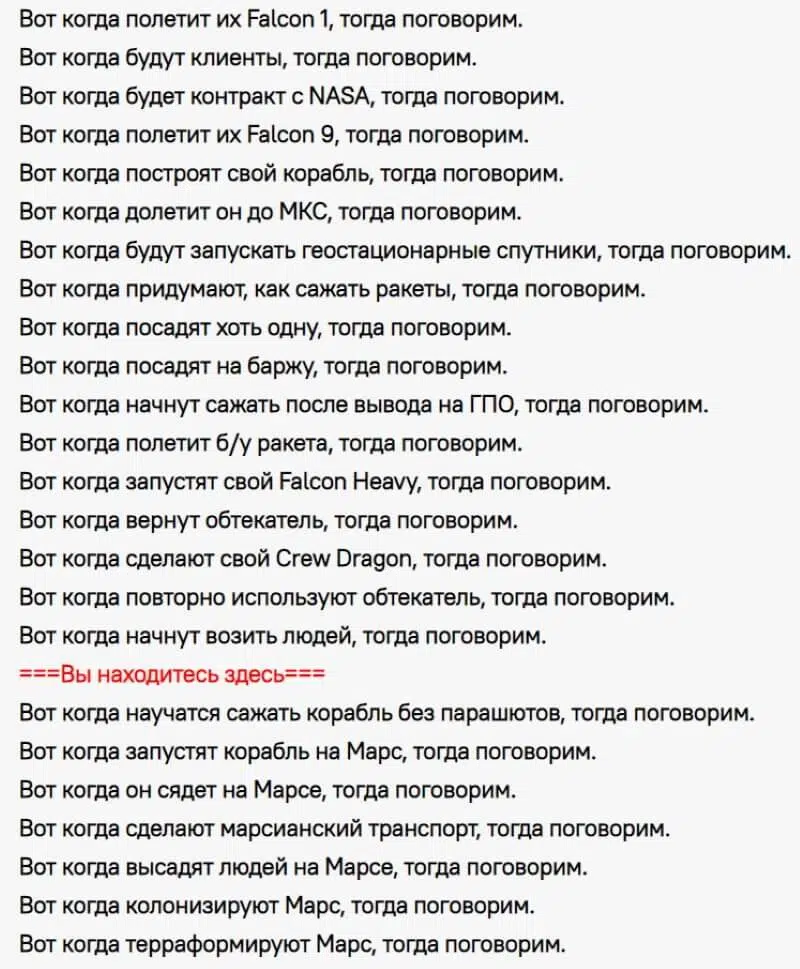 Вот когда полетит их Falcon 1, тогда поговорим.
Вот когда будут клиенты, тогда поговорим.
Вот когда будет контракт с NASA, тогда поговорим.
Вот когда полетит их Falcon 9, тогда поговорим.
Вот когда построят свой корабль, тогда поговорим.
Вот когда долетит он до МКС, тогда поговорим.
Вот когда будут запускать геостационарные спутники, тогда поговорим.
Вот когда придумают, как сажать ракеты, тогда поговорим.
Вот когда посадят хоть одну, тогда поговорим.
Вот когда посадят на баржу, тогда поговорим.
Вот когда начнут сажать после вывода на ГПО, тогда поговорим.
Вот когда полетит б/у ракета, тогда поговорим.
Вот когда запустят свой Falcon Heavy, тогда поговорим.
Вот когда вернут обтекатель, тогда поговорим.
Вот когда сделают свой Crew Dragon, тогда поговорим.
Вот когда повторно используют обтекатель, тогда поговорим.
Вот когда начнут возить людей, тогда поговорим.
===Вы находитесь здесь===
Вот когда научатся сажать корабль без парашютов, тогда поговорим.
Вот когда запустят корабль на Марс, тогда поговорим.
Вот когда он сядет на Марсе, тогда поговорим.
Вот когда сделают марсианский транспорт, тогда поговорим.
Вот когда высадят людей на Марсе, тогда поговорим.
Вот когда колонизируют Марс, тогда поговорим.
Вот когда терраформируют Марс, тогда поговорим.